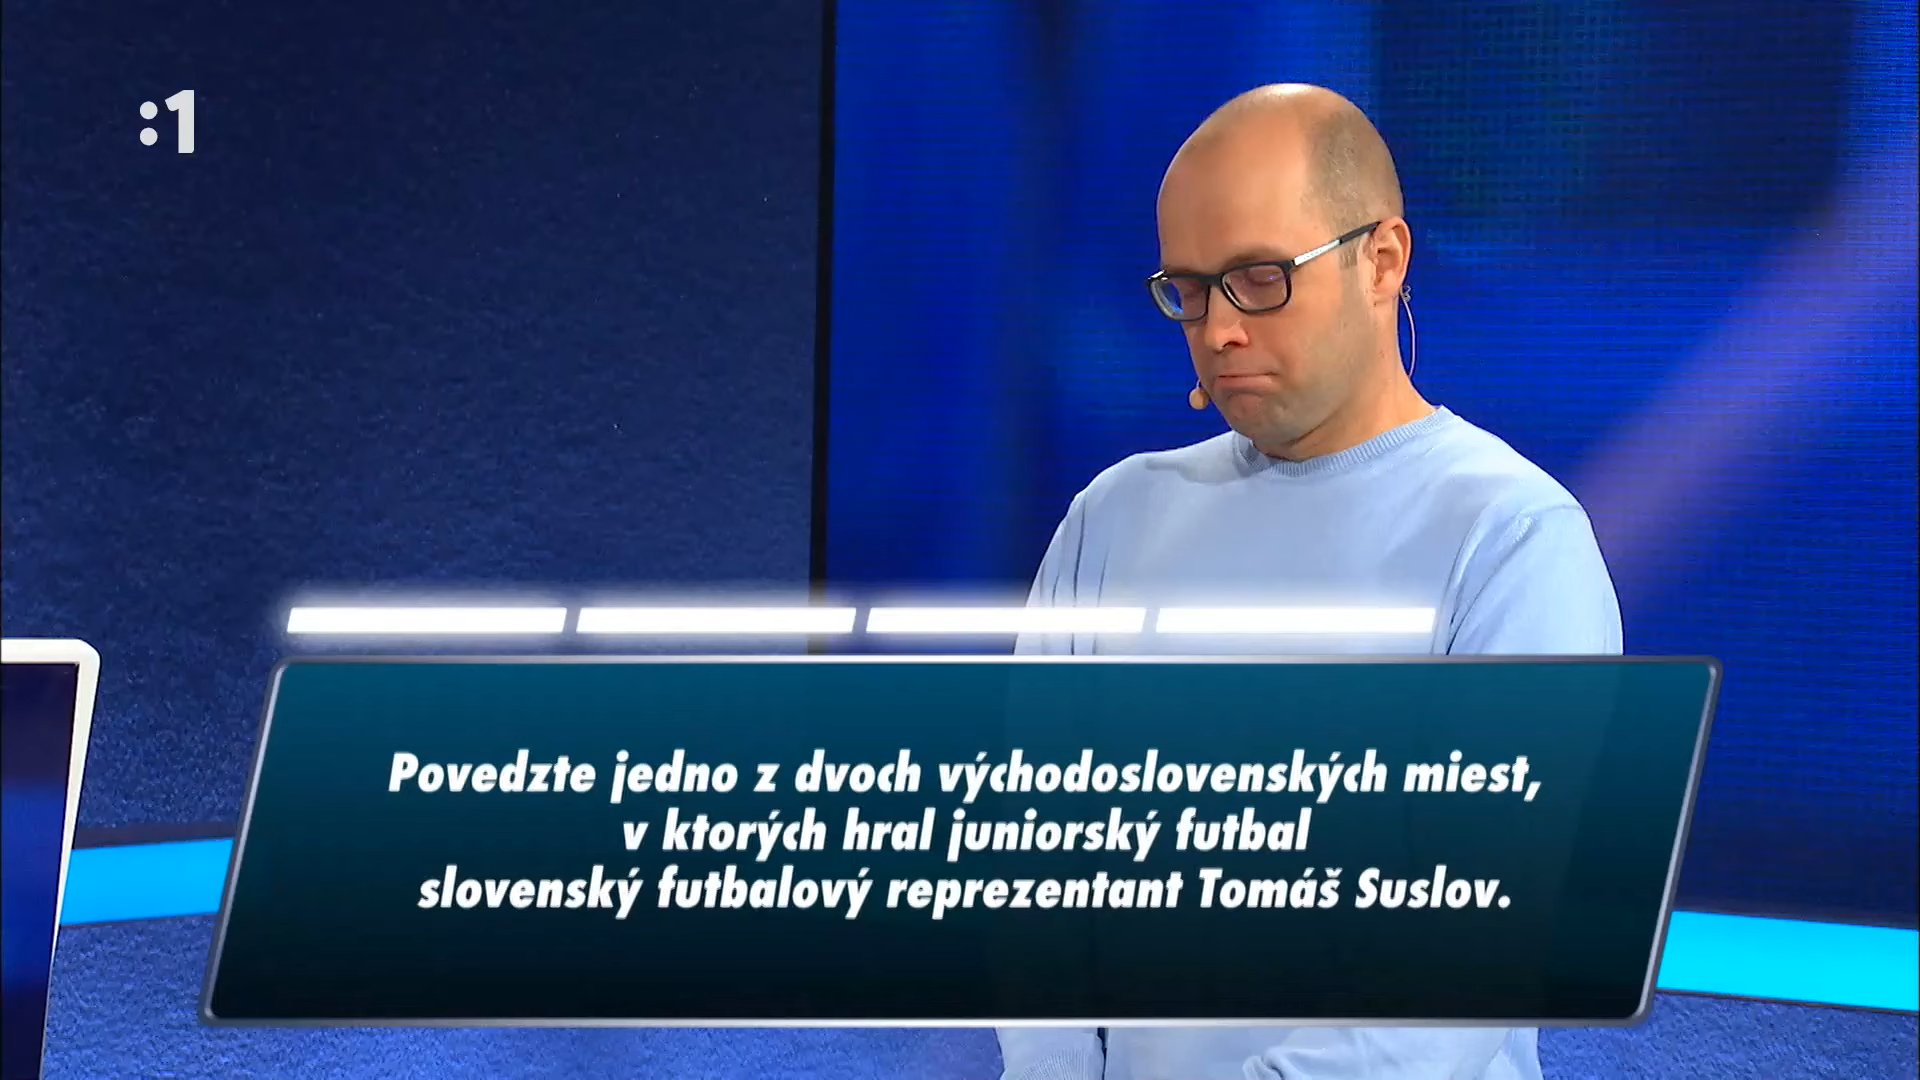 :1
Povedzte jedno z dvoch východoslovenských miest,
v ktorých hral juniorský futbal
slovenský futbalový reprezentant Tomáš Suslov.